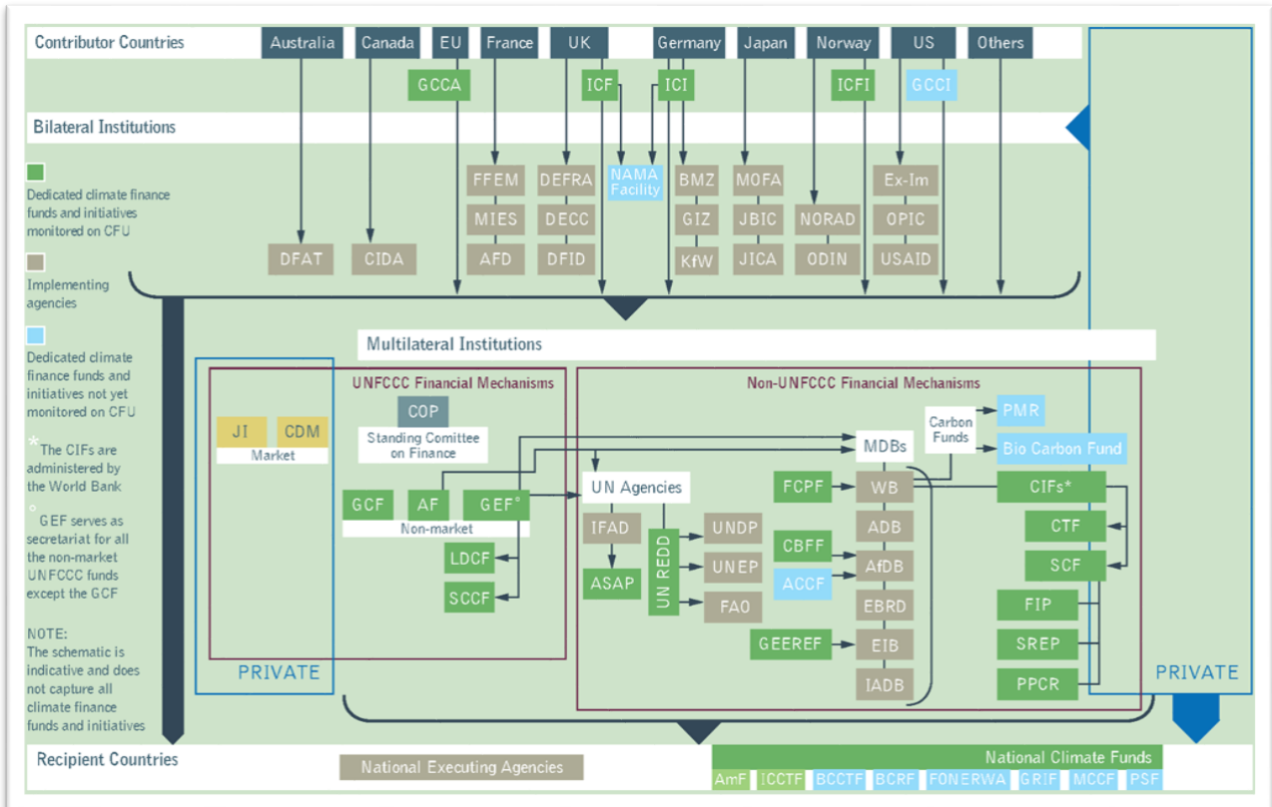 Contributor Countries
Australia
Canada
EU
France
UK
Germany
Japan
Norway
US
Others
GCCA
ICF
ICI
ICFI
GCCI
Bilateral Institutions
Dedicated climate finance
funds and initiatives
monitored on CFU
Implementing
agencies
Dedicated climate
finance funds and
initiatives not yet
monitored on CFU
* The CIFs are
administered by
the World Bank
° GEF serves as
secretariat for all
the non-market
UNFCCC funds
except the GCF
NOTE:
The schematic is
indicative and does
not capture all
climate finance
funds and initiatives
FFEM
DEFRA
NAMA
Facility
BMZ
MOFA
Ex-Im
MIES
DECC
GIZ
JBIC
NORAD
OPIC
DFAT
CIDA
AFD
DFID
KfW
JICA
ODIN
USAID
Multilateral Institutions
UNFCCC Financial Mechanisms
JI
CDM
Market
COP
Standing Comittee
on Finance
GCF
AF
GEF°
Non-market
LDCF
SCCF
PRIVATE
Non-UNFCCC Financial Mechanisms
UN Agencies
IFAD
ASAP
UN REDD
UNDP
UNEP
FAO
FCPF
CBFF
ACCF
GEEREF
MDBs
WB
ADB
AfDB
EBRD
EIB
IADB
Carbon
Funds
PMR
Bio Carbon Fund
CIFs*
CTF
SCF
FIP
SREP
PPCR
PRIVATE
Recipient Countries
National Executing Agencies
National Climate Funds
AmF
ICCTF
BCCTF
BCRF
FONERWA
GRIF
MCCF
PSF